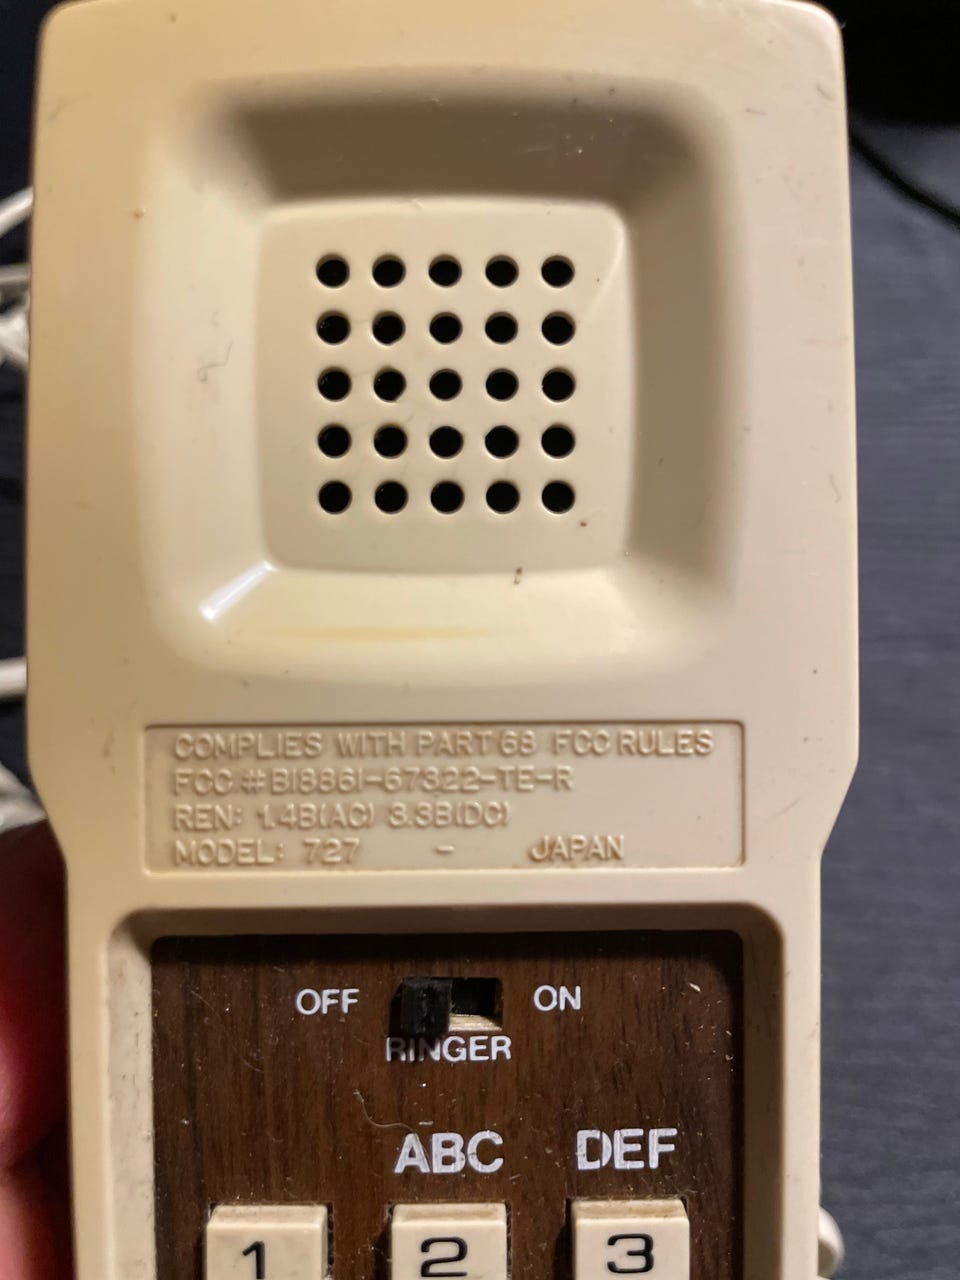 COMPLIES WITH PART 68 FCC RULES
FCC # BI886I-67322-TE-R
REN: 1.4B(AC) 3.3B(DC)
MODEL: 727 - JAPAN
OFF ON
RINGER
ABC DEF
1 2 3